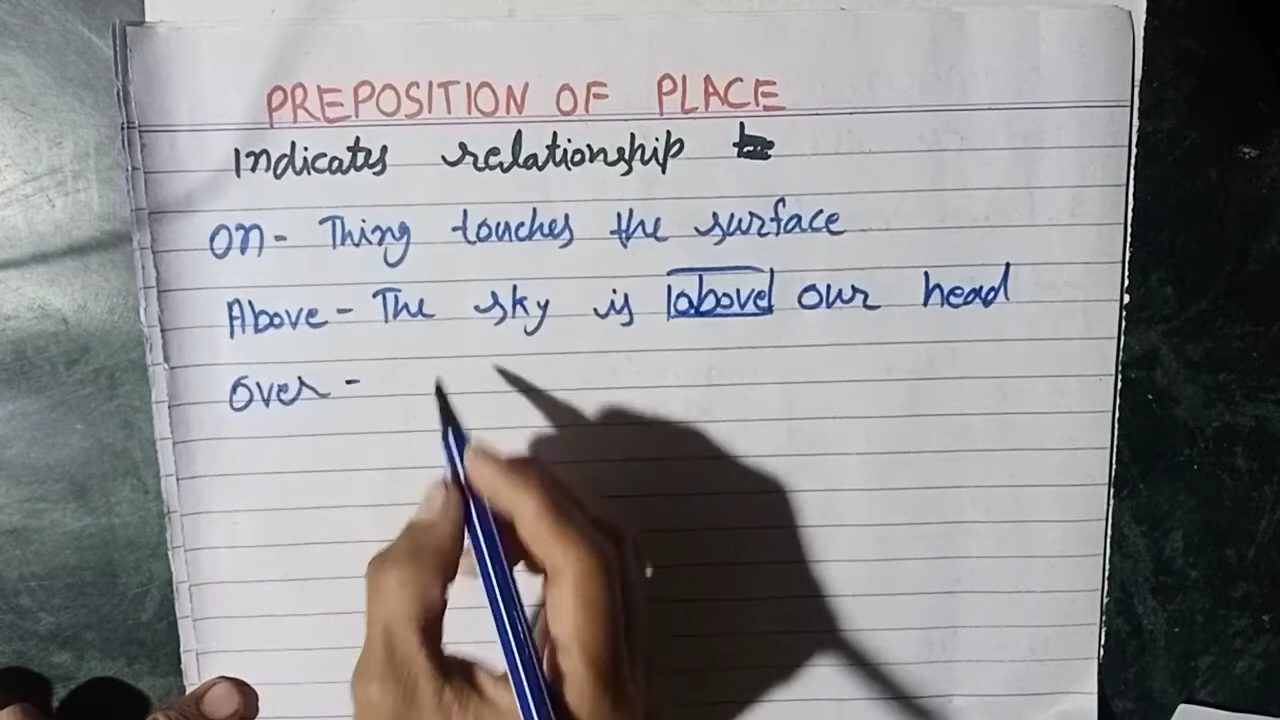 PREPOSITION OF PLACE
Indicates relationship
On - Thing touches the surface
Above - The sky is above our head
Over -